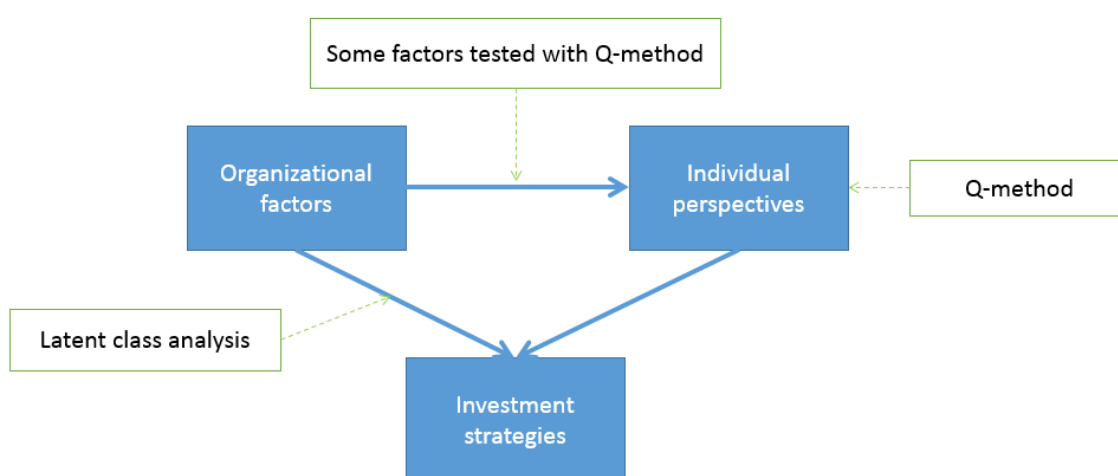 Some factors tested with Q-method
Organizational
factors
Individual
perspectives
Q-method
Latent class analysis
Investment
strategies